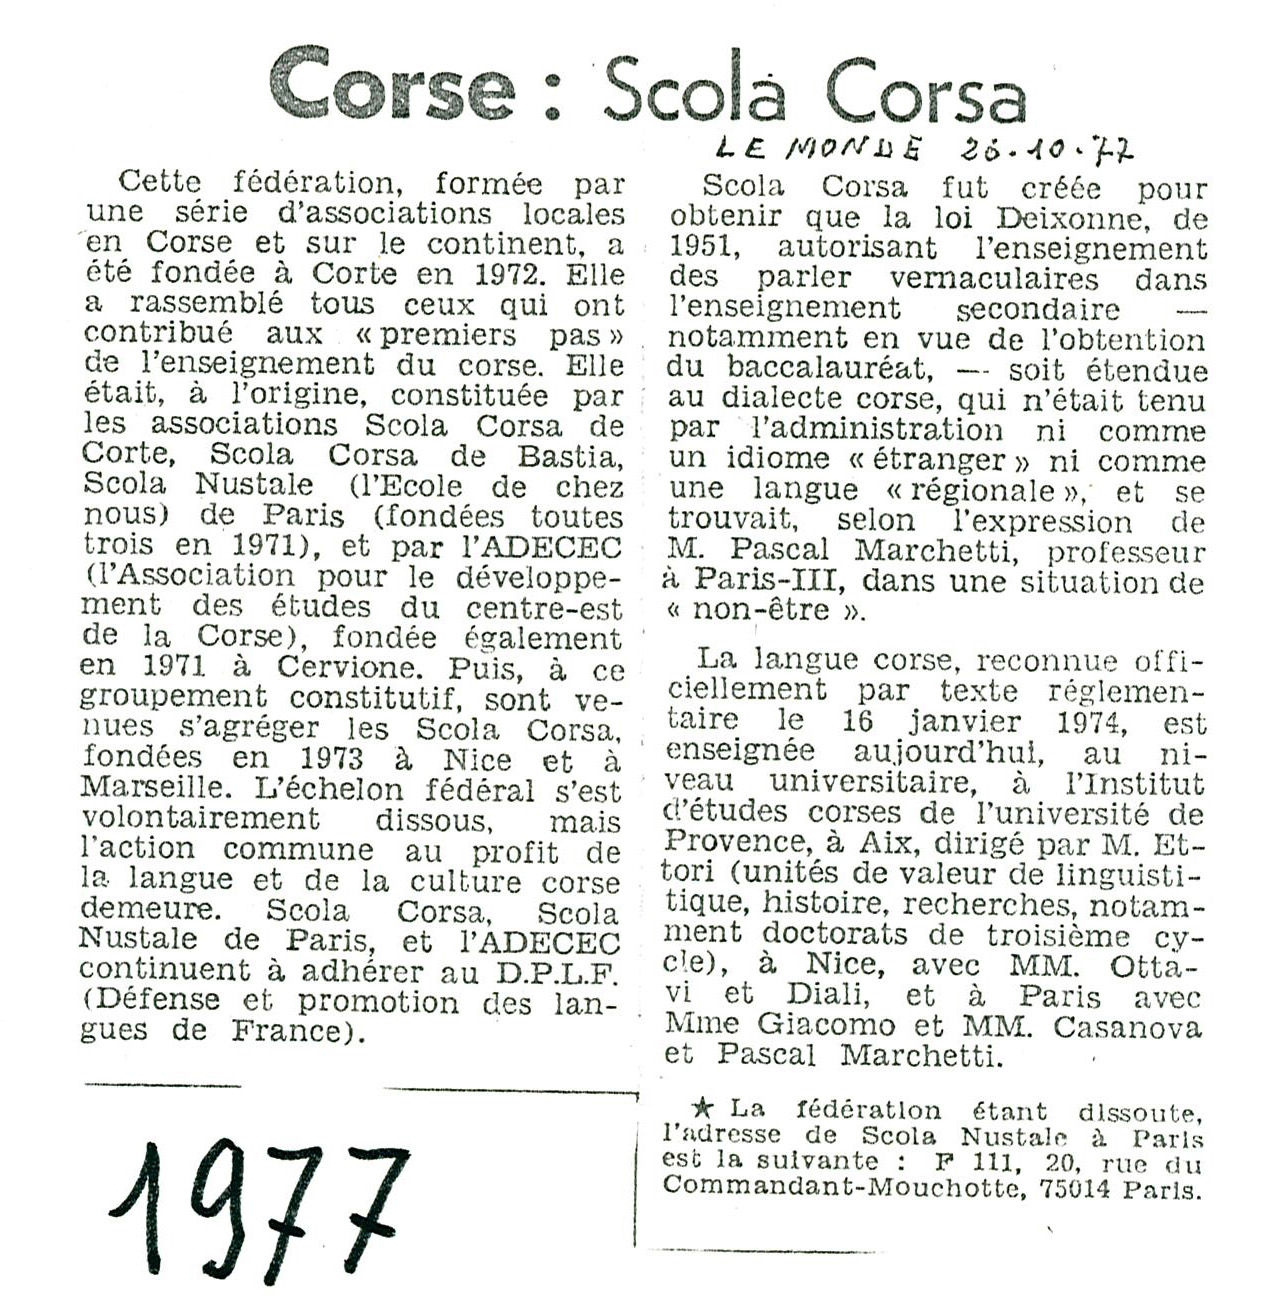 Corse : Scola Corsa
LE MONDE 26.10.77
Cette fédération, formée par
une série d'associations locales
en Corse et sur le continent, a
été fondée à Corte en 1972. Elle
a rassemblé tous ceux qui ont
contribué aux « premiers pas »
de l'enseignement du corse. Elle
était, à l'origine, constituée par
les associations Scola Corsa de
Corte, Scola Corsa de Bastia,
Scola Nustale (l'Ecole de chez
nous) de Paris (fondées toutes
trois en 1971), et par l'ADECEC
(l'Association pour le développe-
ment des études du centre-est
de la Corse), fondée également
en 1971 à Cervione. Puis, à ce
groupement constitutif, sont ve-
nues s'agréger les Scola Corsa,
fondées en 1973 à Nice et à
Marseille. L'échelon fédéral s'est
volontairement dissous, mais
l'action commune au profit de
la langue et de la culture corse
demeure. Scola Corsa, Scola
Nustale de Paris, et l'ADECEC
continuent à adhérer au D.P.L.F.
(Défense et promotion des lan-
gues de France).
Scola Corsa fut créée pour
obtenir que la loi Deixonne, de
1951, autorisant l'enseignement
des parler vernaculaires dans
l'enseignement secondaire —
notamment en vue de l'obtention
du baccalauréat, — soit étendue
au dialecte corse, qui n'était tenu
par l'administration ni comme
un idiome « étranger » ni comme
une langue « régionale », et se
trouvait, selon l'expression de
M. Pascal Marchetti, professeur
à Paris-III, dans une situation de
« non-être ».
La langue corse, reconnue offi-
ciellement par texte réglemen-
taire le 16 janvier 1974, est
enseignée aujourd'hui, au ni-
veau universitaire, à l'Institut
d'études corses de l'université de
Provence, à Aix, dirigé par M. Et-
tori (unités de valeur de linguisti-
tique, histoire, recherches, notam-
ment doctorats de troisième cy-
cle), à Nice, avec MM. Otta-
vi et Diali, et à Paris avec
Mme Giacomo et MM. Casanova
et Pascal Marchetti.
★ La fédération étant dissoute,
l'adresse de Scola Nustale à Paris
est la suivante : F 111, 20, rue du
Commandant-Mouchotte, 75014 Paris.
1977